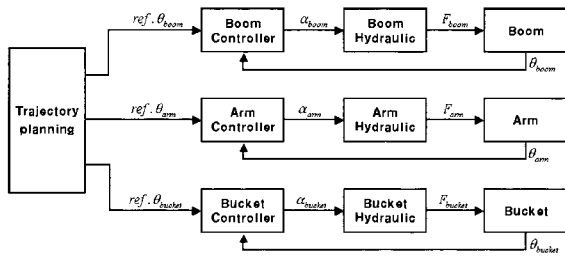 Trajectory
planning
ref.θboom
Boom
Controller
αboom
Boom
Hydraulic
Fboom
Boom
θboom
ref.θarm
Arm
Controller
αarm
Arm
Hydraulic
Farm
Arm
θarm
ref.θbucket
Bucket
Controller
αbucket
Bucket
Hydraulic
Fbucket
Bucket
θbucket